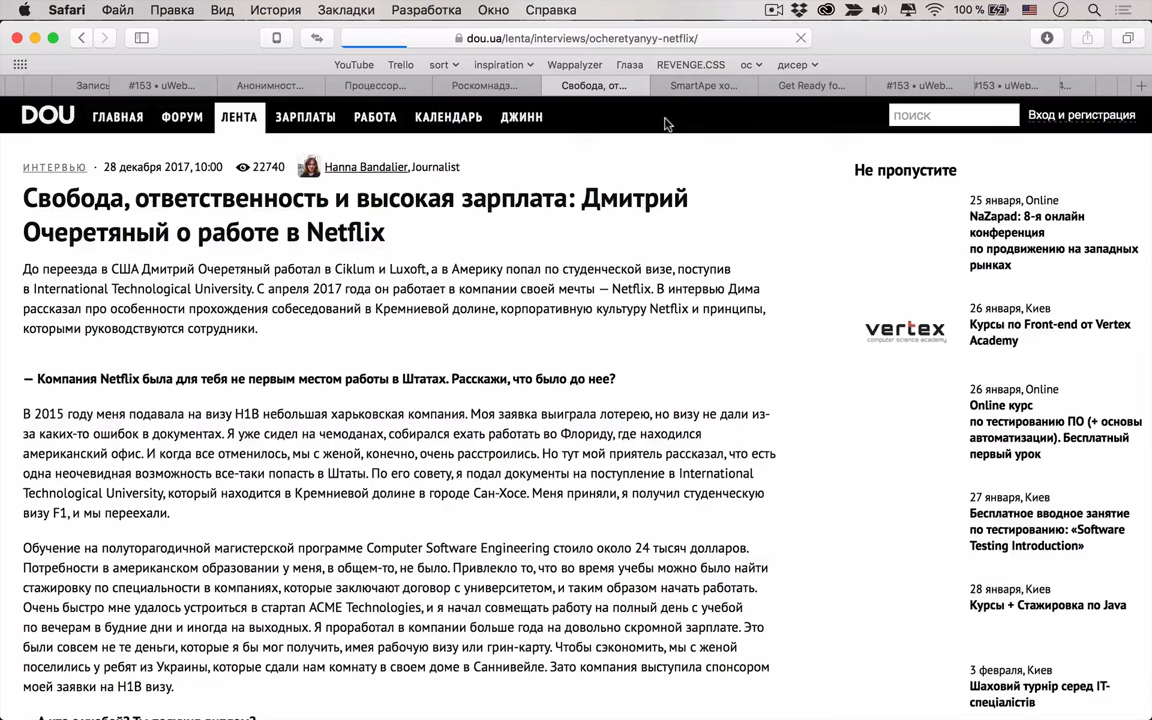 Safari Файл Правка Вид История Закладки Разработка Окно Справка 100 %
dou.ua/lenta/interviews/ocheretyanyy-netflix/
YouTube Trello sort inspiration Wappalyzer Глаза REVENGE.CSS ос дисер
Запись #153 • uWeb... Анонимност... Процессор... Роскомнадз... Свобода, от... SmartApe хо... Get Ready fo... #153 • uWeb... #153 • uWeb...
DOU ГЛАВНАЯ ФОРУМ ЛЕНТА ЗАРПЛАТЫ РАБОТА КАЛЕНДАРЬ ДЖИНН поиск Вход и регистрация
ИНТЕРВЬЮ · 28 декабря 2017, 10:00 22740 Hanna Bandalier, Journalist
Свобода, ответственность и высокая зарплата: Дмитрий
Очеретяный о работе в Netflix
До переезда в США Дмитрий Очеретяный работал в Ciklum и Luxoft, а в Америку попал по студенческой визе, поступив
в International Technological University. С апреля 2017 года он работает в компании своей мечты — Netflix. В интервью Дима
рассказал про особенности прохождения собеседований в Кремниевой долине, корпоративную культуру Netflix и принципы,
которыми руководствуются сотрудники.
— Компания Netflix была для тебя не первым местом работы в Штатах. Расскажи, что было до нее?
В 2015 году меня подавала на визу H1B небольшая харьковская компания. Моя заявка выиграла лотерею, но визу не дали из-
за каких-то ошибок в документах. Я уже сидел на чемоданах, собирался ехать работать во Флориду, где находился
американский офис. И когда все отменилось, мы с женой, конечно, очень расстроились. Но тут мой приятель рассказал, что есть
одна неочевидная возможность все-таки попасть в Штаты. По его совету, я подал документы на поступление в International
Technological University, который находится в Кремниевой долине в городе Сан-Хосе. Меня приняли, я получил студенческую
визу F1, и мы переехали.
Обучение на полуторагодичной магистерской программе Computer Software Engineering стоило около 24 тысяч долларов.
Потребности в американском образовании у меня, в общем-то, не было. Привлекло то, что во время учебы можно было найти
стажировку по специальности в компаниях, которые заключают договор с университетом, и таким образом начать работать.
Очень быстро мне удалось устроиться в стартап ACME Technologies, и я начал совмещать работу на полный день с учебой
по вечерам в будние дни и иногда на выходных. Я проработал в компании больше года на довольно скромной зарплате. Это
были совсем не те деньги, которые я бы мог получить, имея рабочую визу или грин-карту. Чтобы сэкономить, мы с женой
поселились у ребят из Украины, которые сдали нам комнату в своем доме в Саннивейле. Зато компания выступила спонсором
моей заявки на H1B визу.
Не пропустите
25 января, Online
NaZapad: 8-я онлайн
конференция
по продвижению на западных
рынках
vertex
computer science academy
26 января, Киев
Курсы по Front-end от Vertex
Academy
26 января, Online
Online курс
по тестированию ПО (+ основы
автоматизации). Бесплатный
первый урок
27 января, Киев
Бесплатное вводное занятие
по тестированию: «Software
Testing Introduction»
28 января, Киев
Курсы + Стажировка по Java
3 февраля, Киев
Шаховий турнір серед IT-
спеціалістів